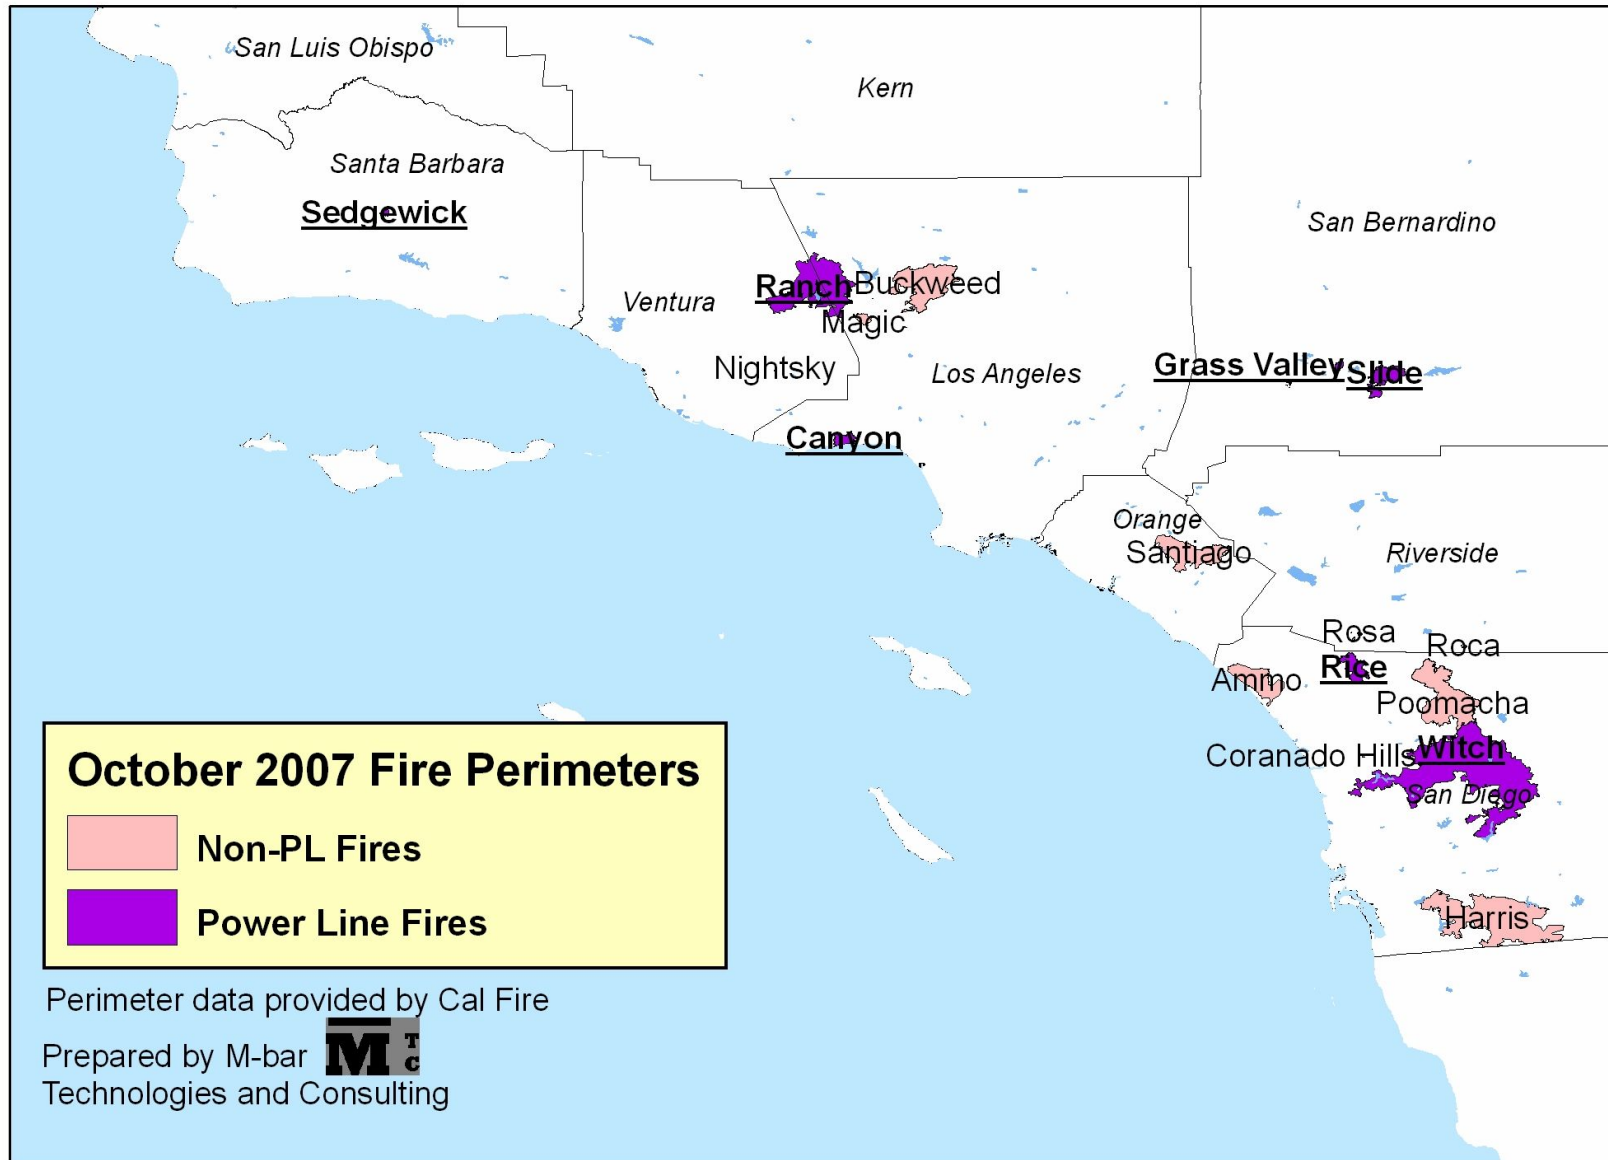 San Luis Obispo
Kern
Santa Barbara
Sedgewick
San Bernardino
Ventura
Ranch
Buckweed
Magic
Nightsky
Los Angeles
Grass Valley
Slide
Canyon
Orange
Santiago
Riverside
Rosa
Roca
Rice
Ammo
Poomacha
Coranado Hills
Witch
San Diego
Harris
October 2007 Fire Perimeters
Non-PL Fires
Power Line Fires
Perimeter data provided by Cal Fire
Prepared by M-bar
M T C
Technologies and Consulting